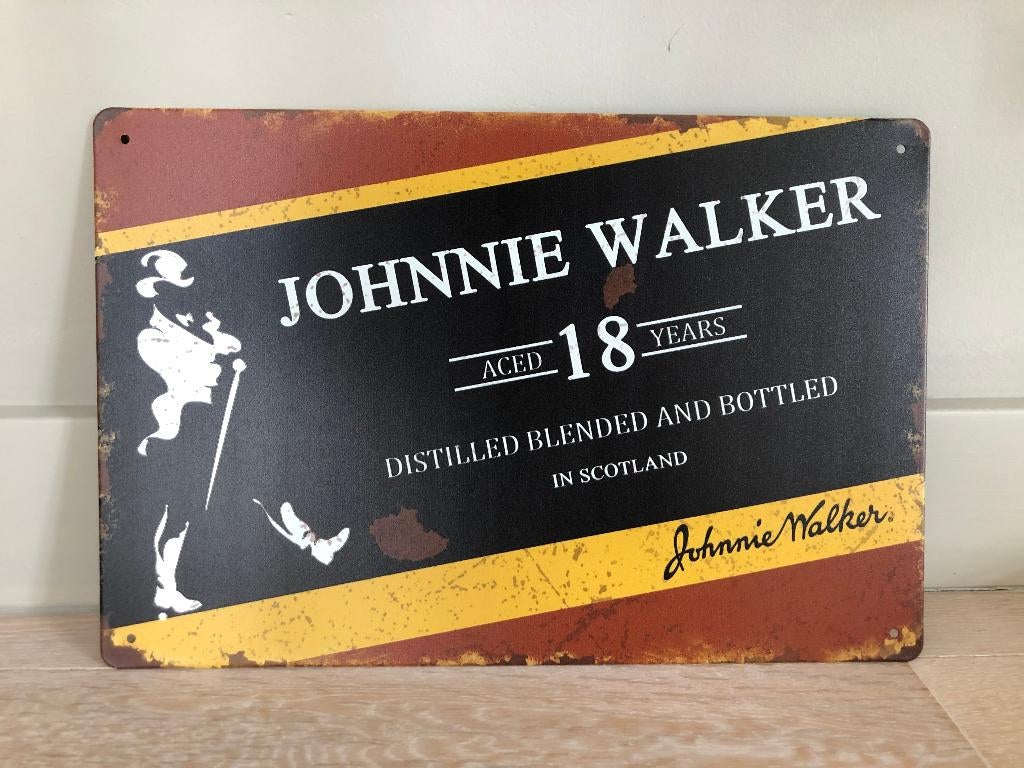 JOHNNIE WALKER
ACED 18 YEARS
DISTILLED BLENDED AND BOTTLED
IN SCOTLAND
Johnnie Walker